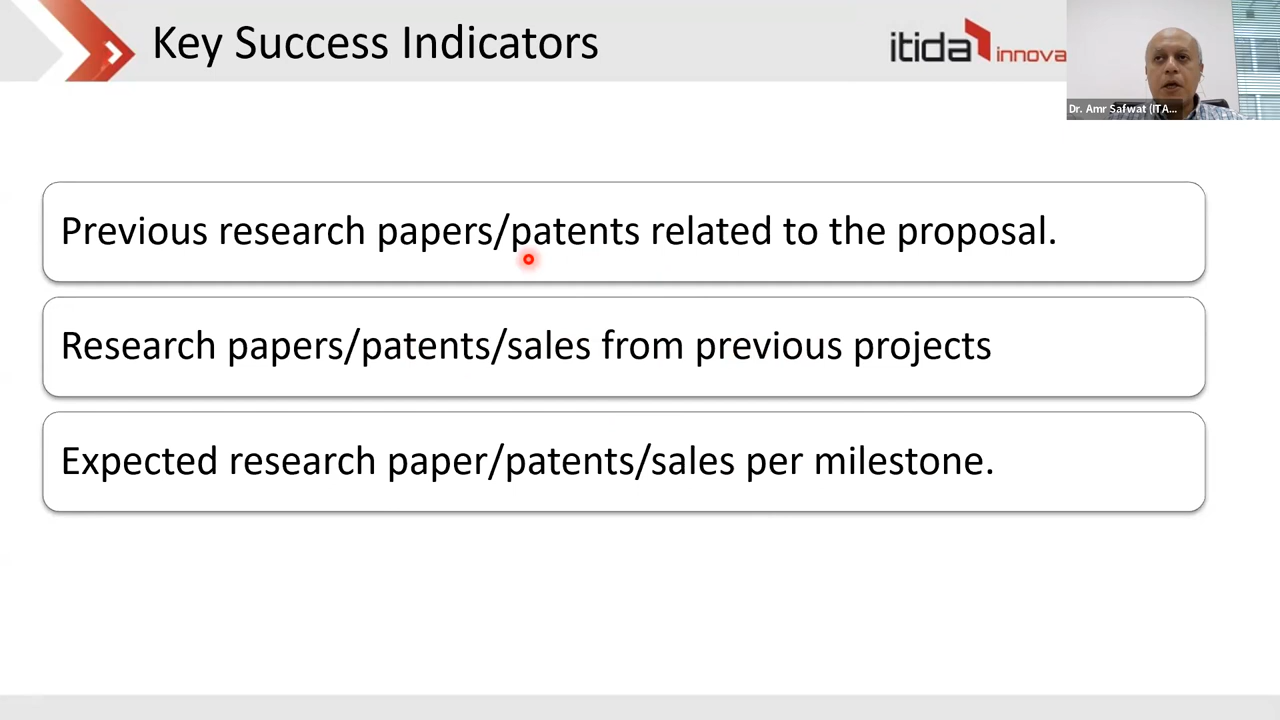 Key Success Indicators
itida innova
Dr. Amr Safwat (ITA...
Previous research papers/patents related to the proposal.
Research papers/patents/sales from previous projects
Expected research paper/patents/sales per milestone.